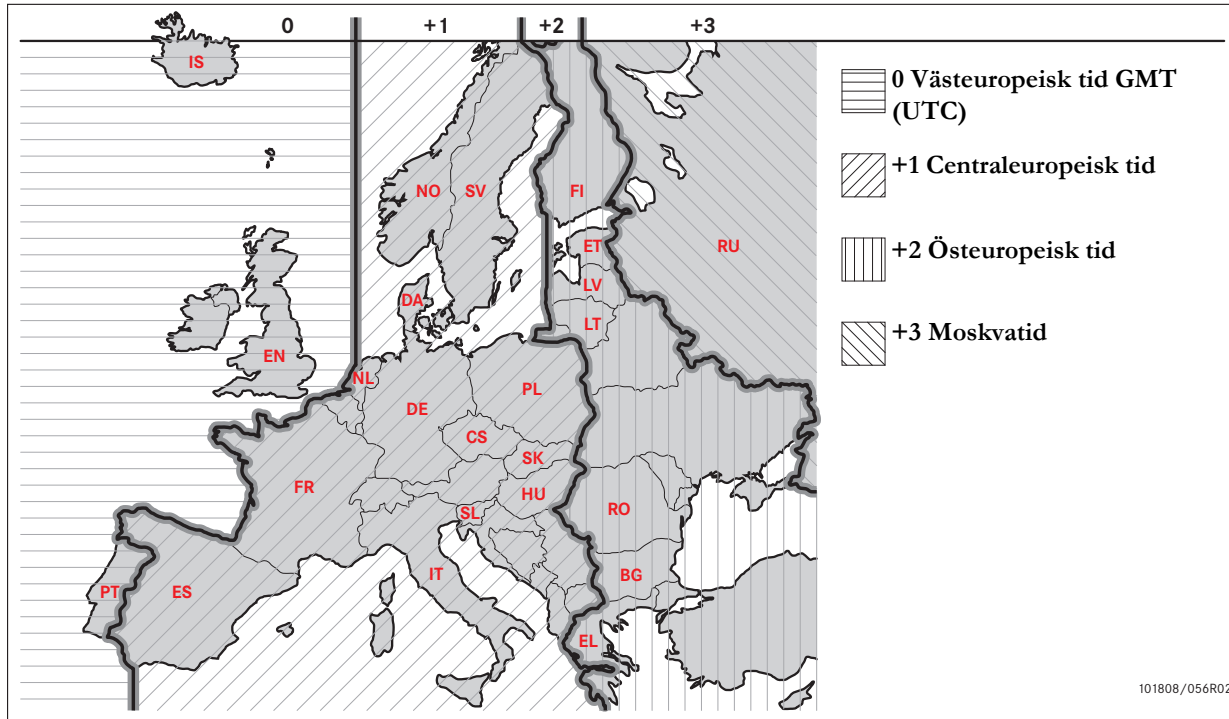 0 +1 +2 +3
IS
NO SV FI
ET RU
LV
DA
LT
EN
NL PL
DE
CS
SK
FR HU
SL RO
IT BG
PT ES
EL
0 Västeuropeisk tid GMT
(UTC)
+1 Centraleuropeisk tid
+2 Östeuropeisk tid
+3 Moskvatid
101808/056R02